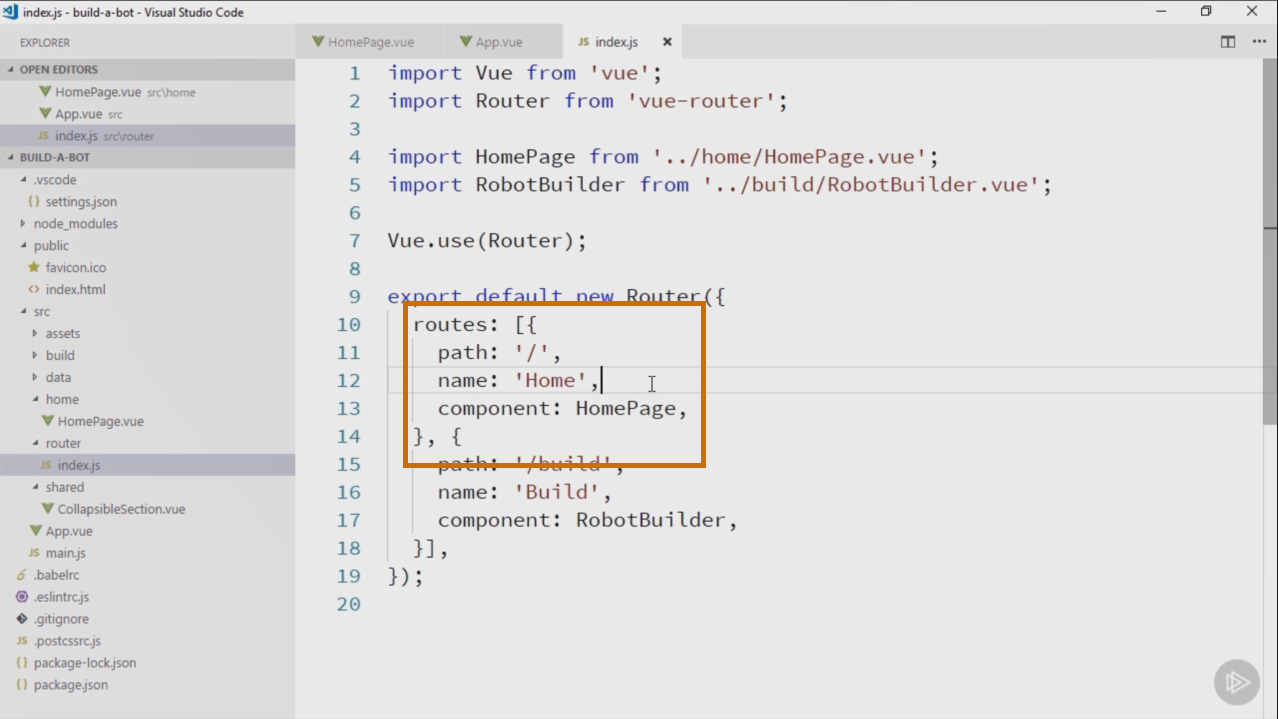 index.js - build-a-bot - Visual Studio Code
EXPLORER
OPEN EDITORS
HomePage.vue src\home
App.vue src
JS index.js src\router
BUILD-A-BOT
.vscode
{} settings.json
node_modules
public
favicon.ico
<> index.html
src
assets
build
data
home
HomePage.vue
router
JS index.js
shared
CollapsibleSection.vue
App.vue
JS main.js
.babelrc
.eslintrc.js
.gitignore
JS .postcssrc.js
{} package-lock.json
{} package.json
HomePage.vue App.vue JS index.js
1 import Vue from 'vue';
2 import Router from 'vue-router';
3
4 import HomePage from '../home/HomePage.vue';
5 import RobotBuilder from '../build/RobotBuilder.vue';
6
7 Vue.use(Router);
8
9 export default new Router({
10 routes: [{
11 path: '/',
12 name: 'Home',
13 component: HomePage,
14 }, {
15 path: '/build',
16 name: 'Build',
17 component: RobotBuilder,
18 }],
19 });
20